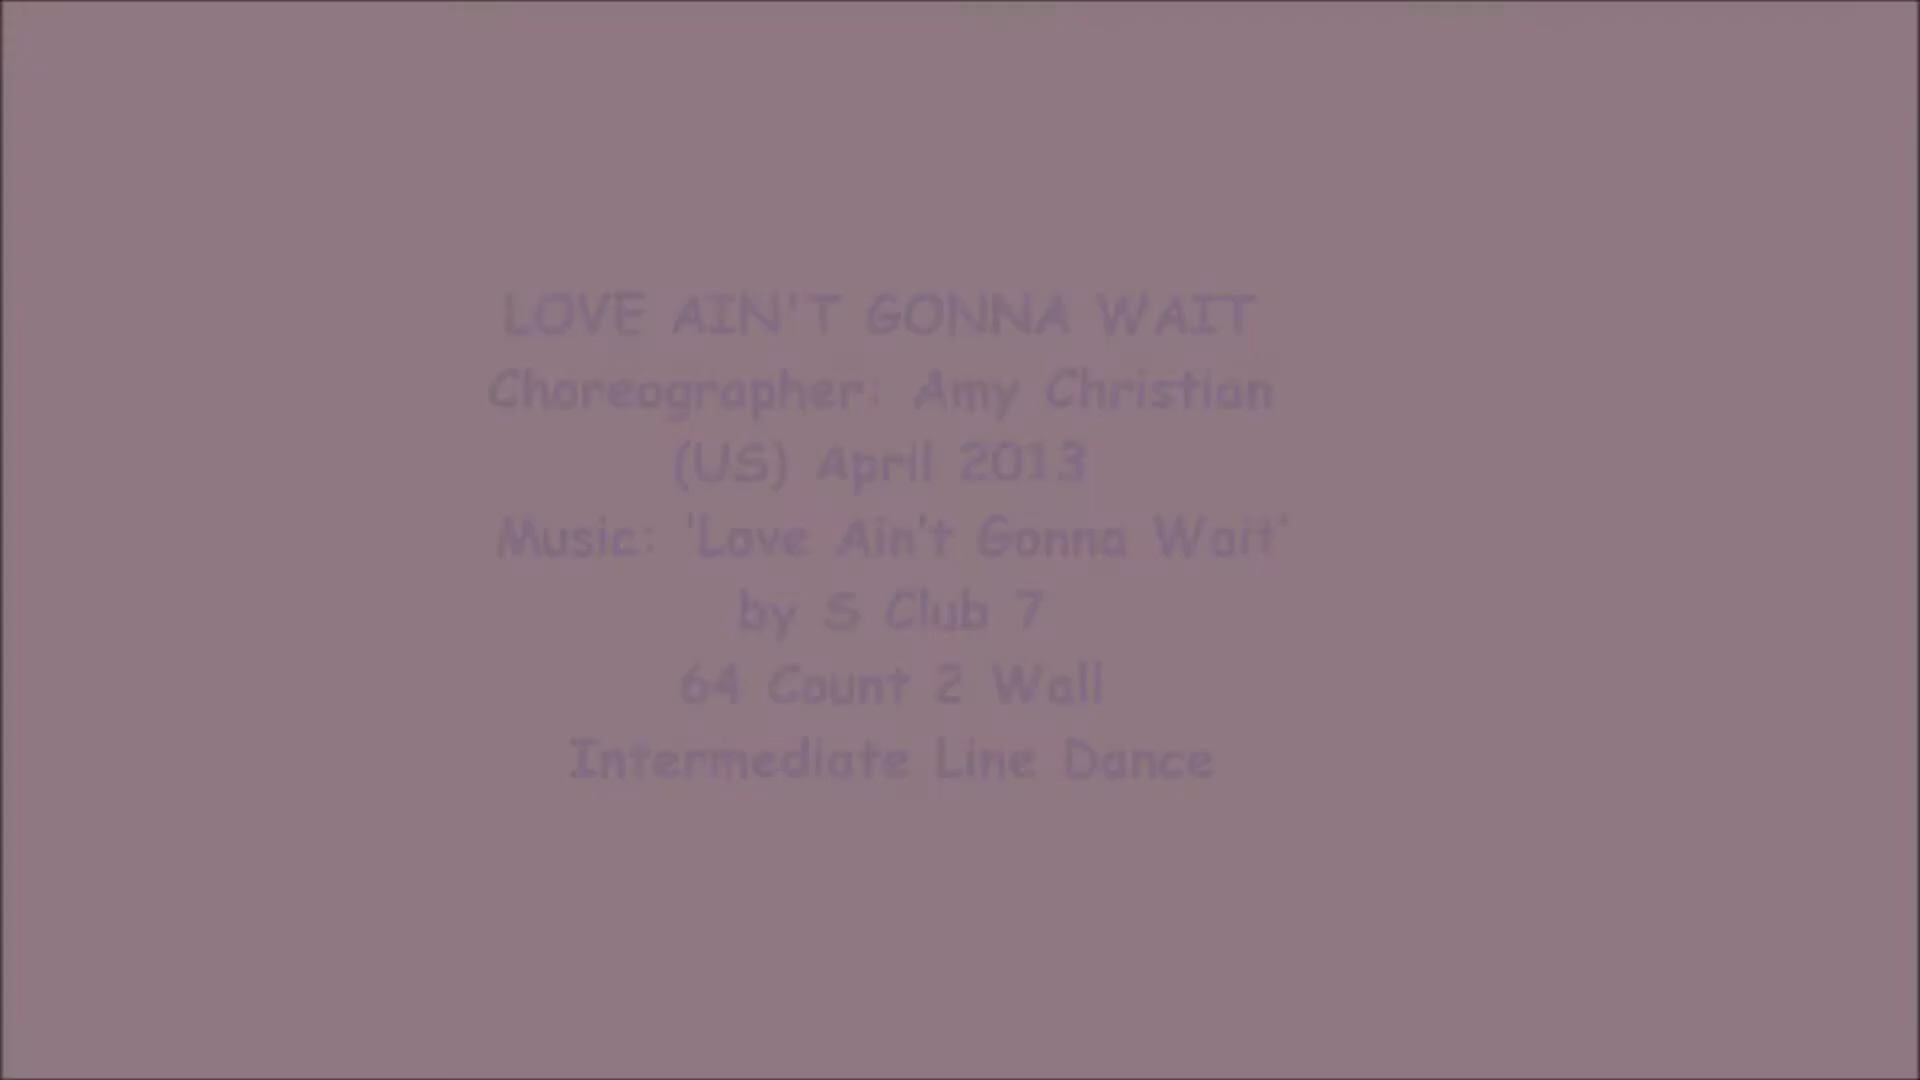 LOVE AIN'T GONNA WAIT
Choreographer: Amy Christian
(US) April 2013
Music: 'Love Ain't Gonna Wait'
by S Club 7
64 Count 2 Wall
Intermediate Line Dance